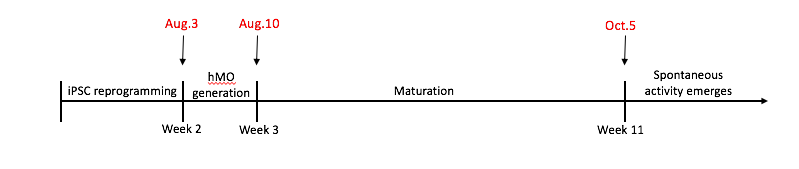 Aug.3
Aug.10
Oct.5
iPSC reprogramming
hMO
generation
Maturation
Spontaneous
activity emerges
Week 2
Week 3
Week 11